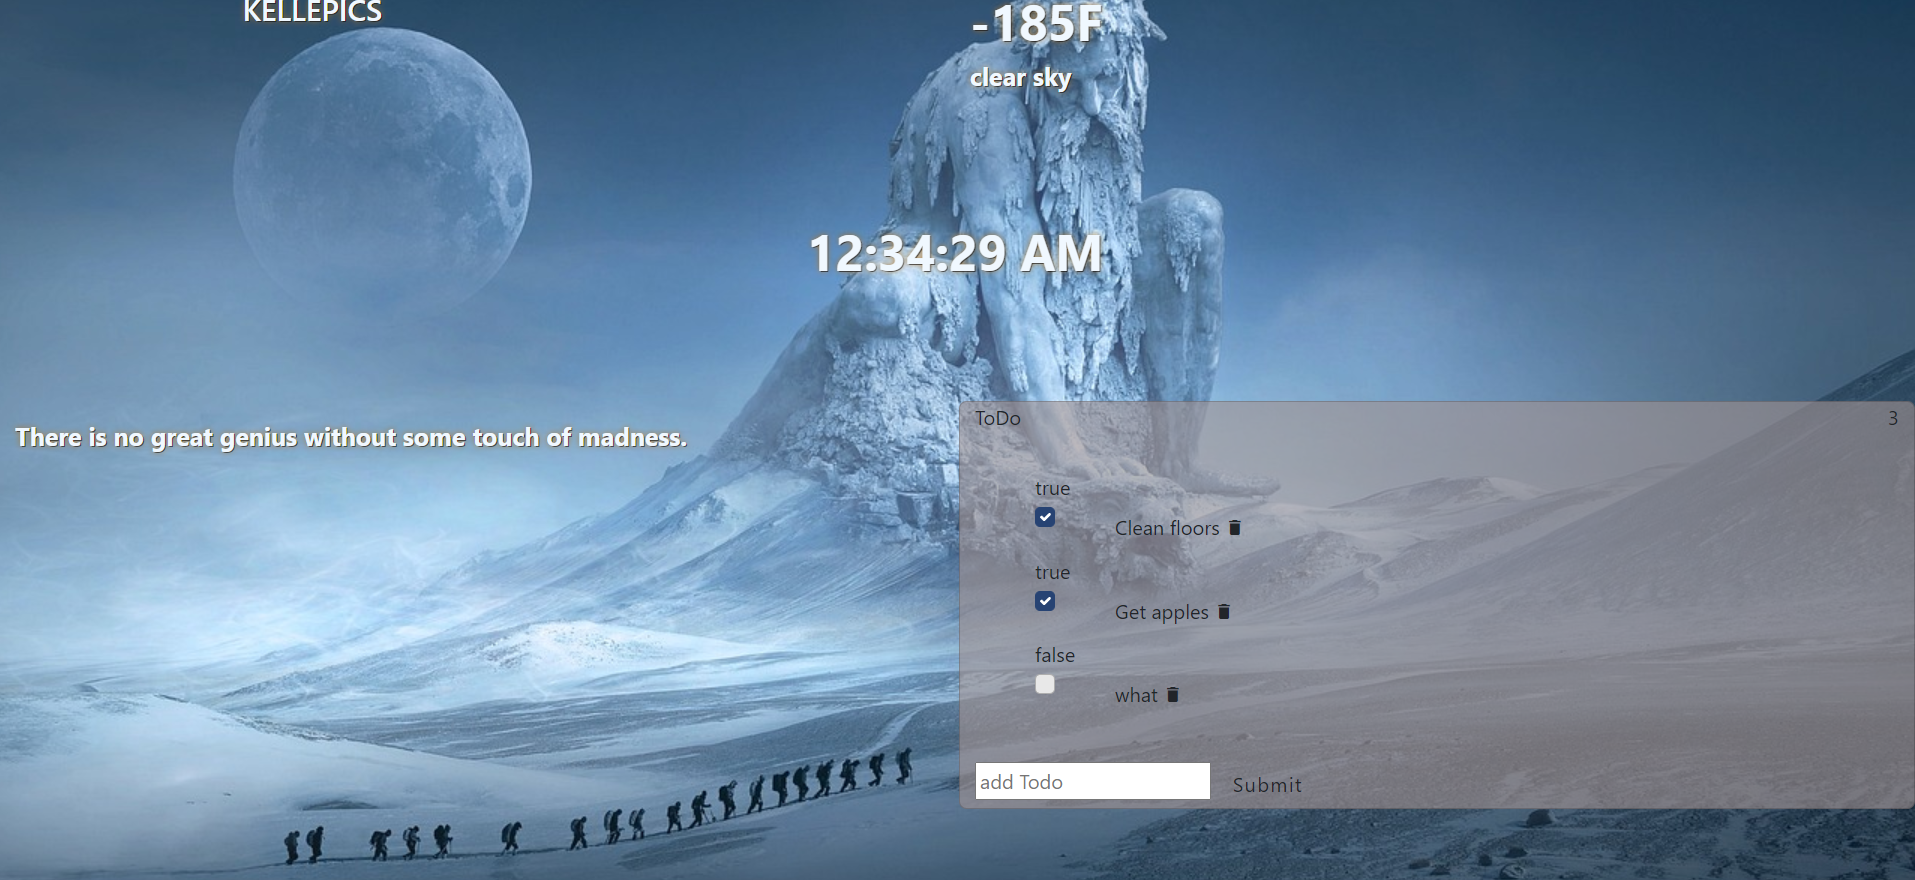 KELLEPICS
-185F
clear sky
12:34:29 AM
There is no great genius without some touch of madness.
ToDo 3
true
Clean floors
true
Get apples
false
what
add Todo Submit